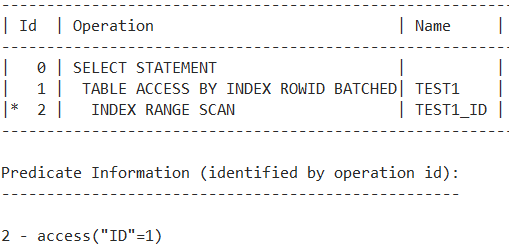 --------------------------------------------------------
| Id  | Operation                           | Name     |
--------------------------------------------------------
|   0 | SELECT STATEMENT                    |          |
|   1 |  TABLE ACCESS BY INDEX ROWID BATCHED| TEST1    |
|*  2 |   INDEX RANGE SCAN                  | TEST1_ID |
--------------------------------------------------------
Predicate Information (identified by operation id):
---------------------------------------------------
2 - access("ID"=1)